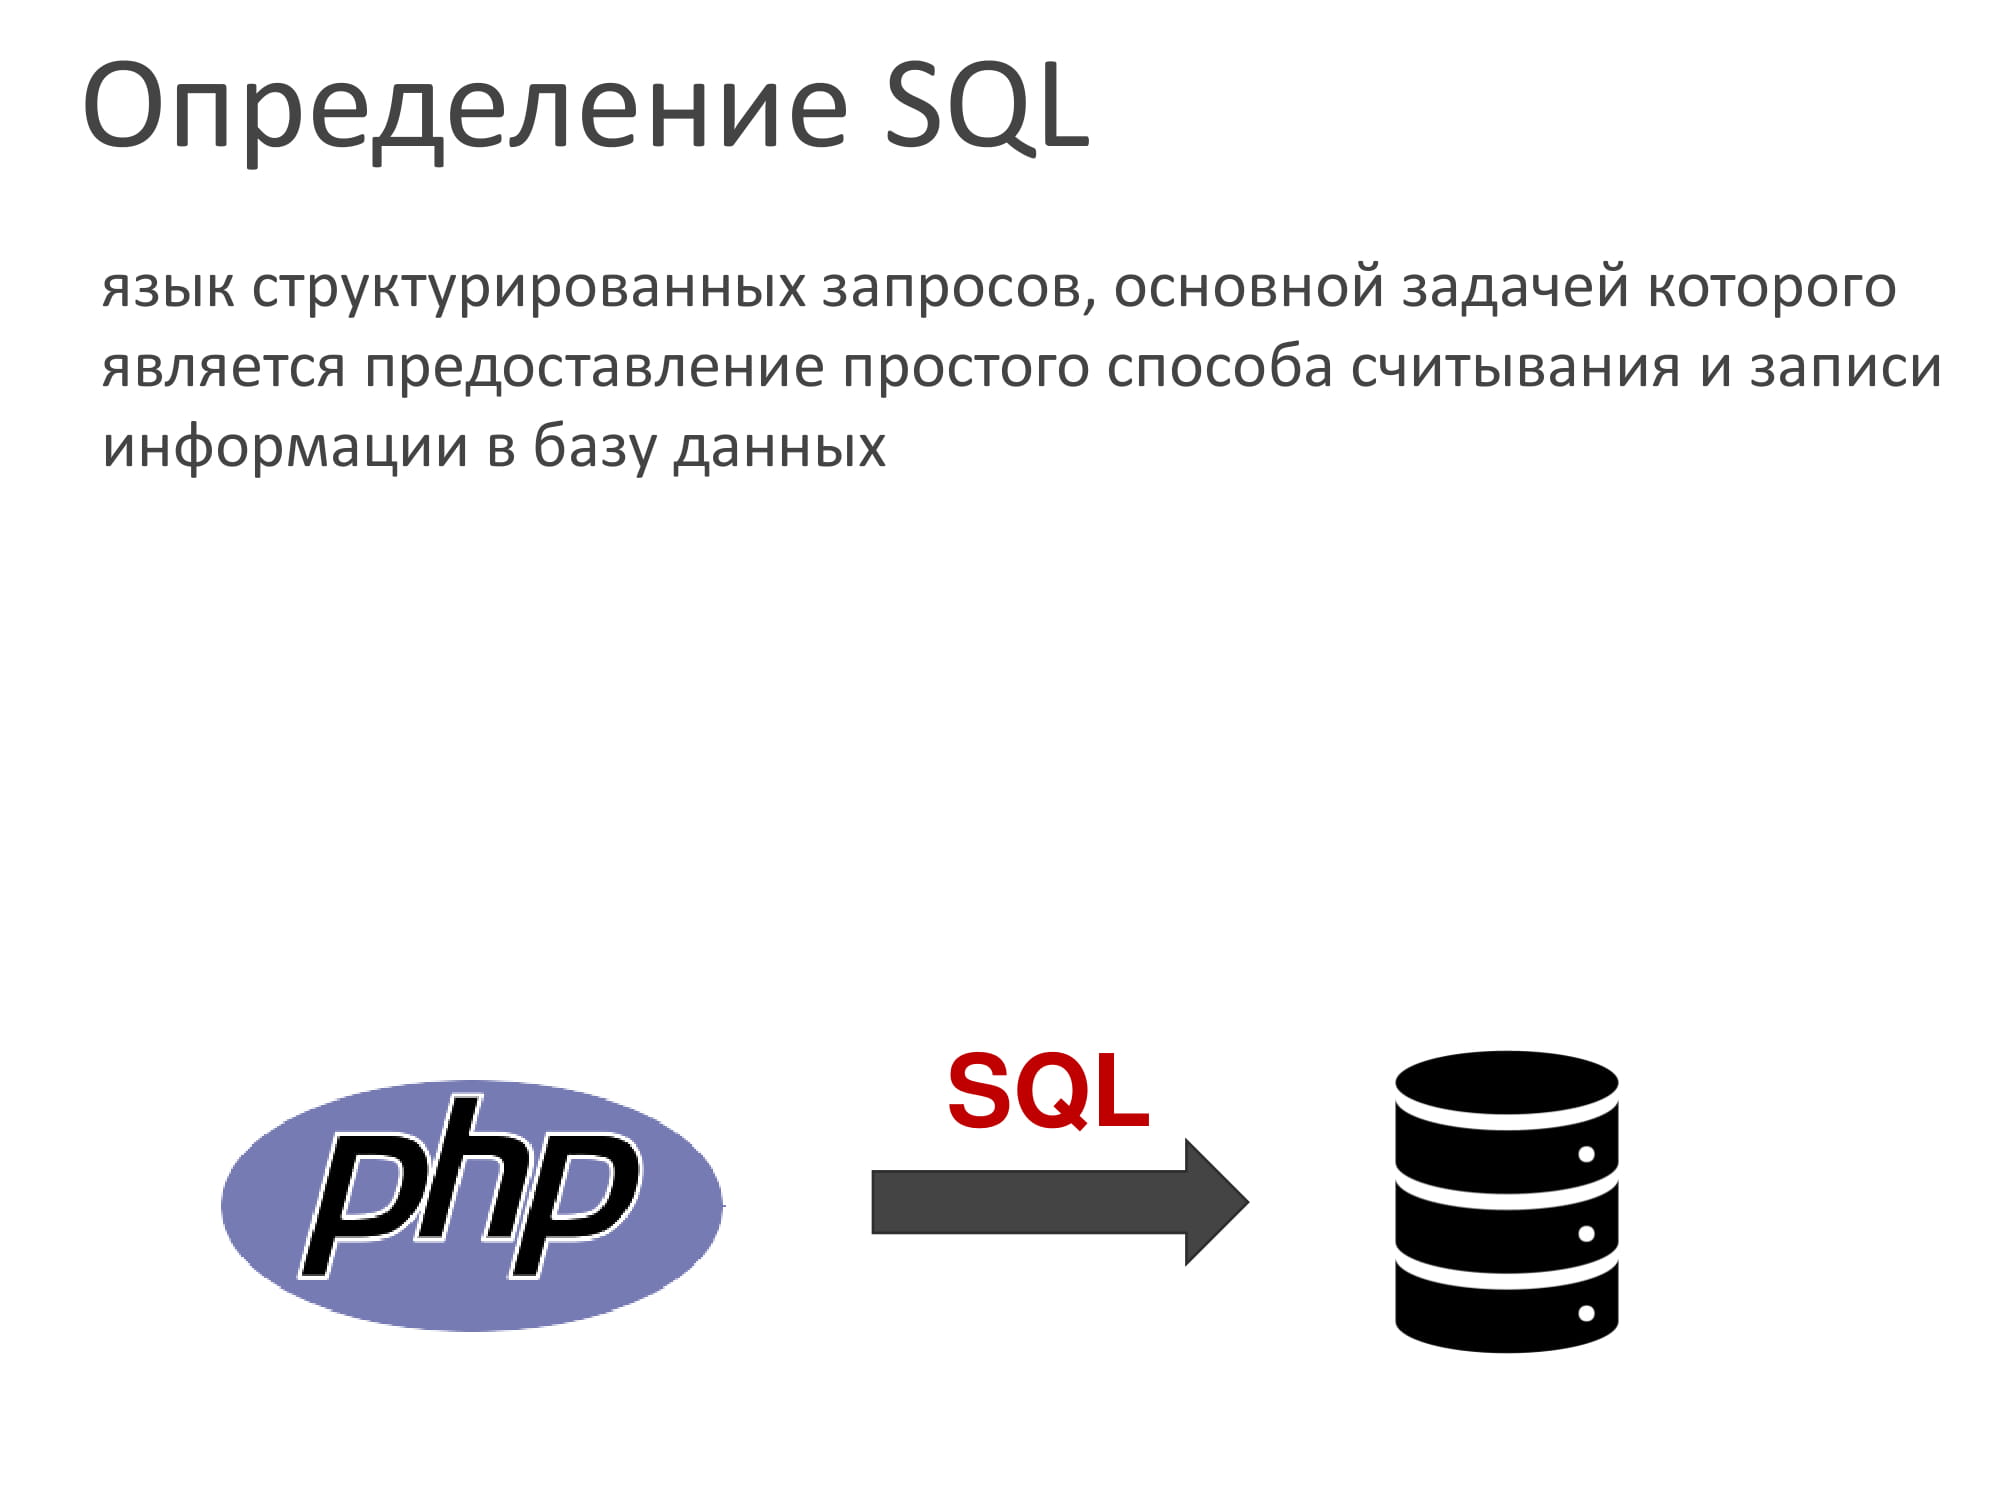 Определение SQL
язык структурированных запросов, основной задачей которого
является предоставление простого способа считывания и записи
информации в базу данных
SQL
php